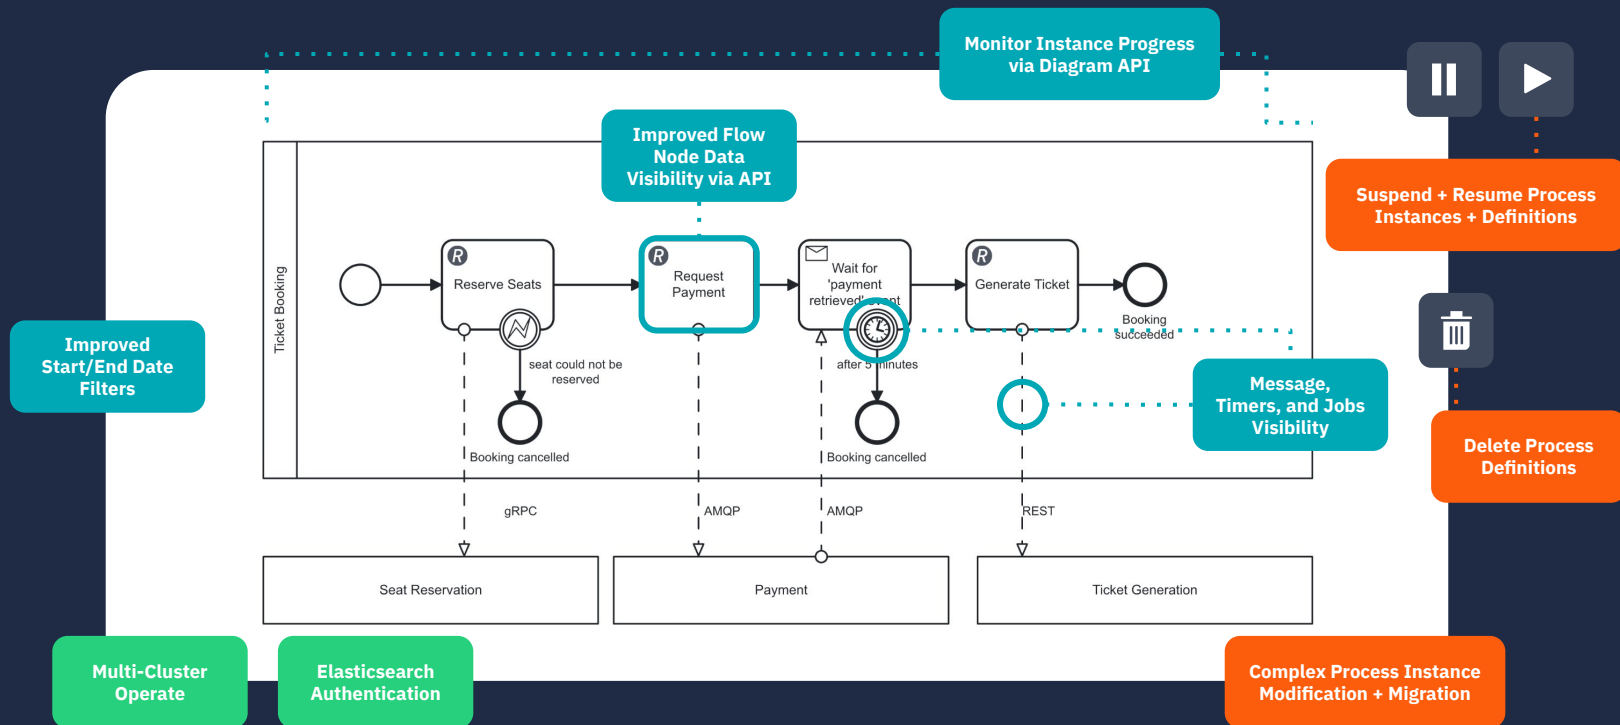 Monitor Instance Progress
via Diagram API
Improved Flow
Node Data
Visibility via API
Suspend + Resume Process
Instances + Definitions
Ticket Booking
R
Reserve Seats
R
Request
Payment
Wait for
'payment
retrieved' event
R
Generate Ticket
Booking
succeeded
seat could not be
reserved
after 5 minutes
Improved
Start/End Date
Filters
Message,
Timers, and Jobs
Visibility
Booking cancelled
Booking cancelled
Delete Process
Definitions
gRPC
AMQP
AMQP
REST
Seat Reservation
Payment
Ticket Generation
Multi-Cluster
Operate
Elasticsearch
Authentication
Complex Process Instance
Modification + Migration